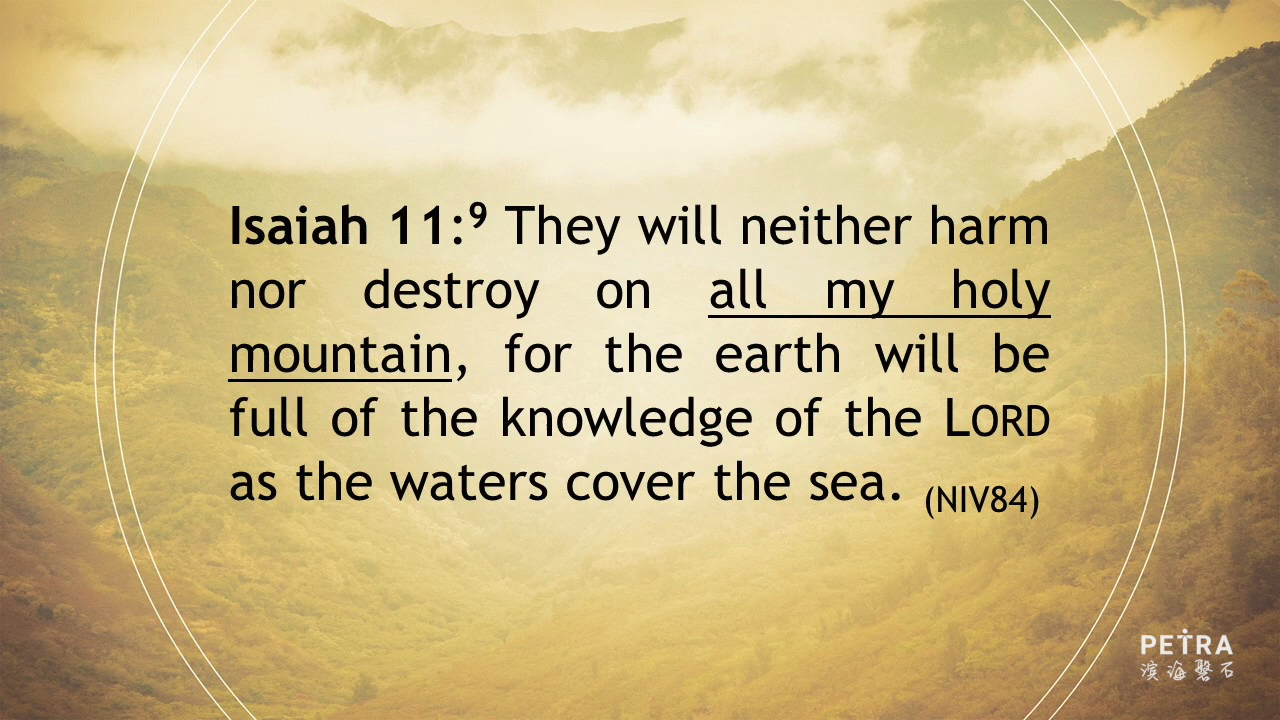 Isaiah 11:⁹ They will neither harm
nor destroy on all my holy
mountain, for the earth will be
full of the knowledge of the LORD
as the waters cover the sea. (NIV84)
PETRA
滨海磐石